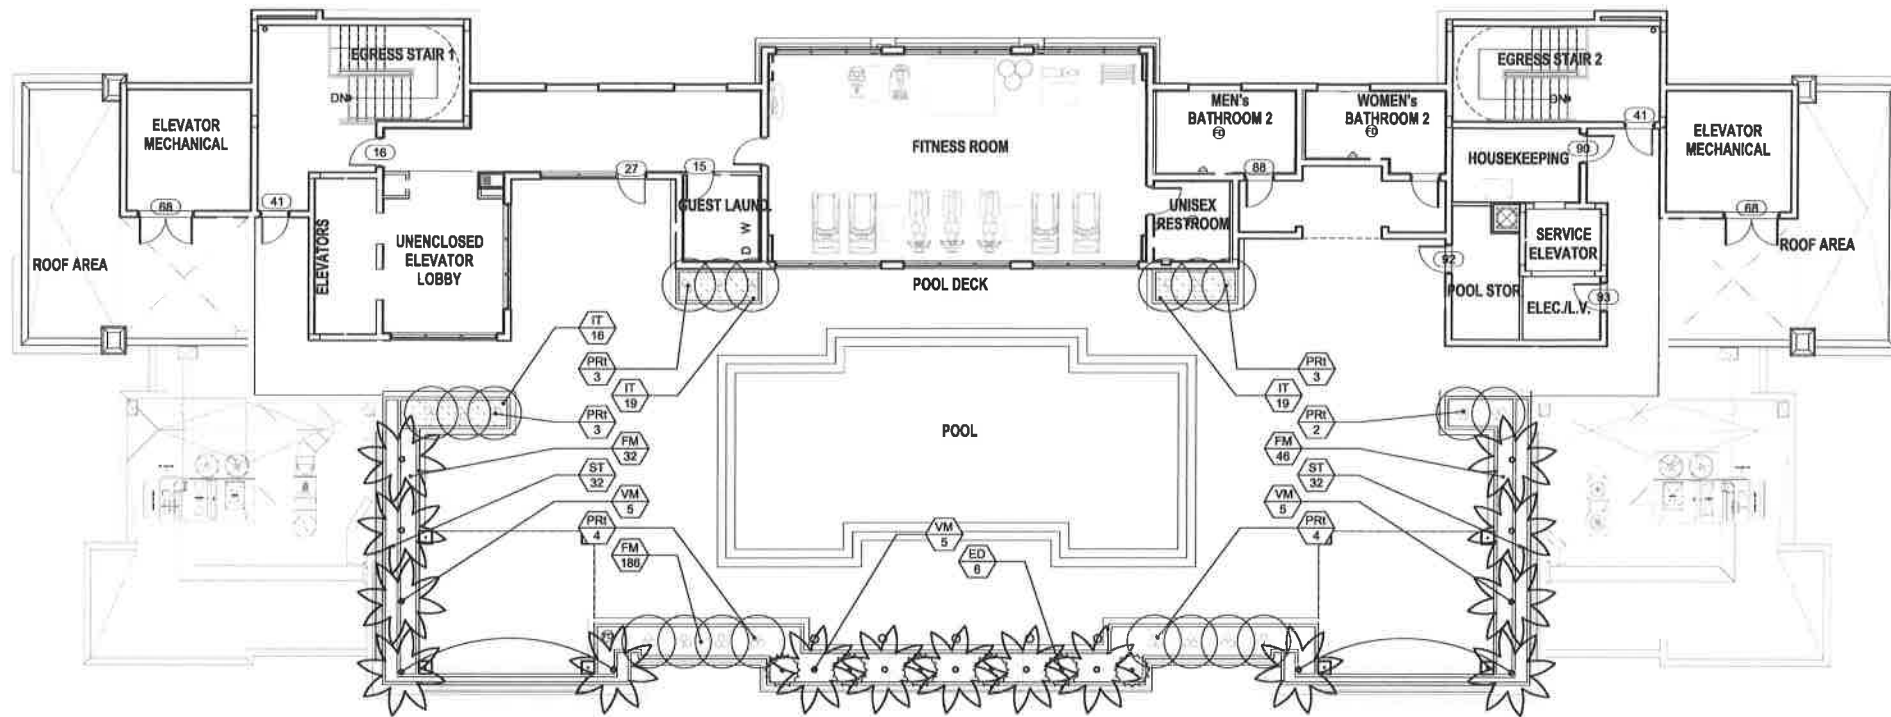 EGRESS STAIR 1
DN
ELEVATOR
MECHANICAL
ROOF AREA
68
41
16
ELEVATORS
UNENCLOSED
ELEVATOR
LOBBY
27
15
GUEST LAUND.
W
D
FITNESS ROOM
MEN's
BATHROOM 2
FD
WOMEN's
BATHROOM 2
FD
88
UNISEX
RESTROOM
EGRESS STAIR 2
DN
41
90
HOUSEKEEPING
ELEVATOR
MECHANICAL
68
ROOF AREA
SERVICE
ELEVATOR
92
POOL STOR
93
ELEC./L.V.
POOL DECK
POOL
IT
16
PRt
3
IT
19
PRt
3
FM
32
ST
32
VM
5
PRt
4
FM
186
VM
5
ED
6
PRt
3
IT
19
PRt
2
FM
46
ST
32
VM
5
PRt
4